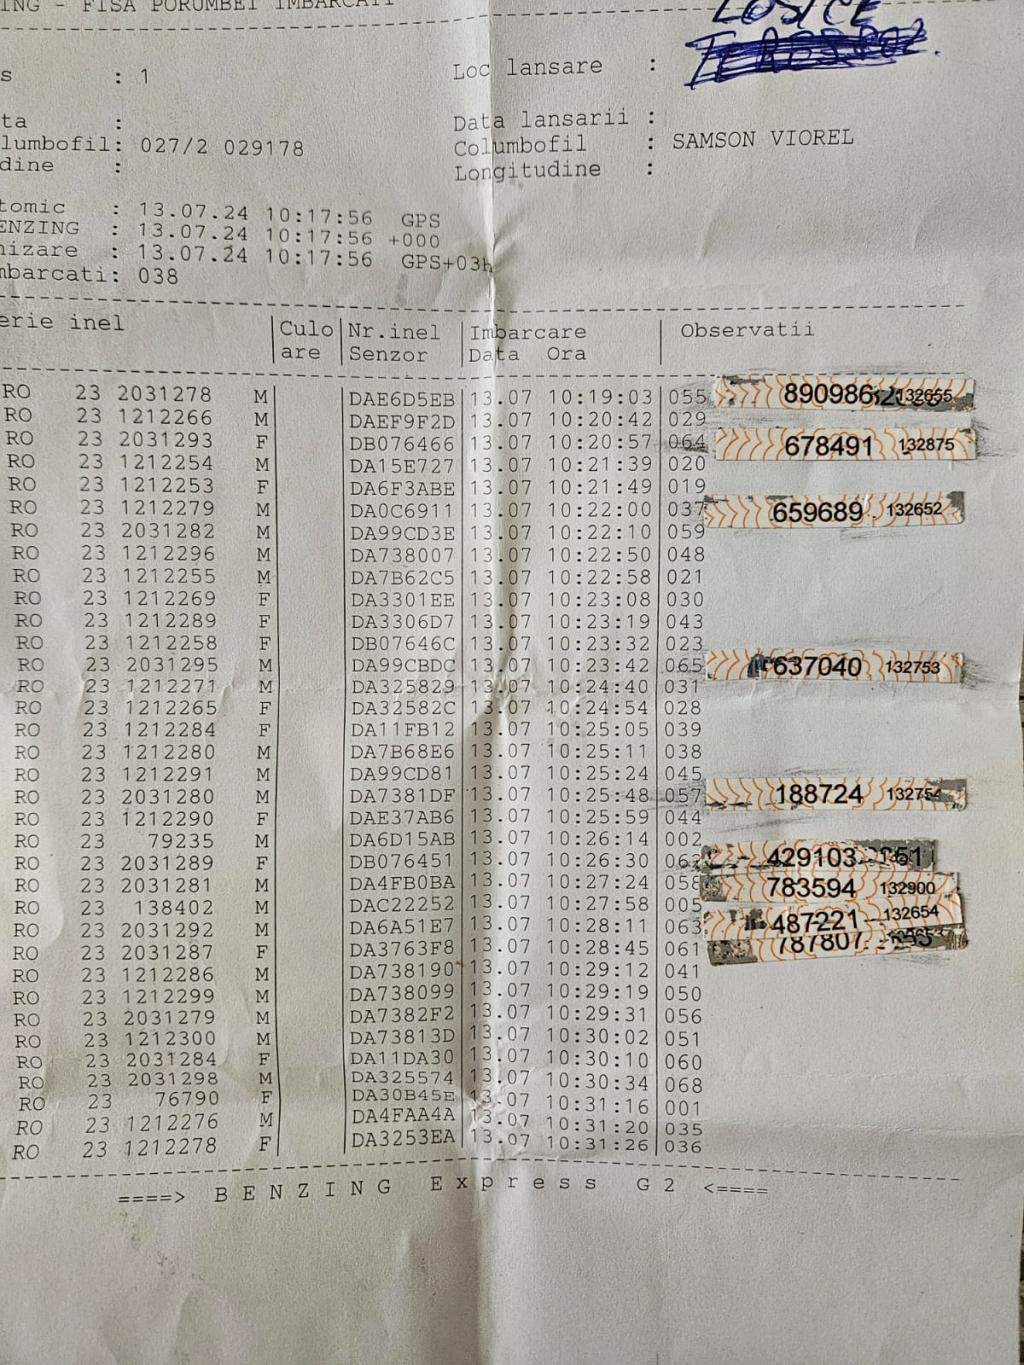 ING - FISA PORUMBEI IMBARCATI
LOSICE
s : 1 Loc lansare :
ta : Data lansarii :
lumbofil: 027/2 029178 Columbofil : SAMSON VIOREL
dine : Longitudine :
tomic : 13.07.24 10:17:56 GPS
ENZING : 13.07.24 10:17:56 +000
nizare : 13.07.24 10:17:56 GPS+03h
mbarcati: 038
erie inel Culo Nr.inel Imbarcare Observatii
are Senzor Data Ora
RO 23 2031278 M DAE6D5EB 13.07 10:19:03 055 890986 132655
RO 23 1212266 M DAEF9F2D 13.07 10:20:42 029
RO 23 2031293 F DB076466 13.07 10:20:57 064 678491 132875
RO 23 1212254 M DA15E727 13.07 10:21:39 020
RO 23 1212253 F DA6F3ABE 13.07 10:21:49 019
RO 23 1212279 M DA0C6911 13.07 10:22:00 037 659689 132652
RO 23 2031282 M DA99CD3E 13.07 10:22:10 059
RO 23 1212296 M DA738007 13.07 10:22:50 048
RO 23 1212255 M DA7B62C5 13.07 10:22:58 021
RO 23 1212269 F DA3301EE 13.07 10:23:08 030
RO 23 1212289 F DA3306D7 13.07 10:23:19 043
RO 23 1212258 F DB07646C 13.07 10:23:32 023
RO 23 2031295 M DA99CBDC 13.07 10:23:42 065 637040 132753
RO 23 1212271 M DA325829 13.07 10:24:40 031
RO 23 1212265 F DA32582C 13.07 10:24:54 028
RO 23 1212284 F DA11FB12 13.07 10:25:05 039
RO 23 1212280 M DA7B68E6 13.07 10:25:11 038
RO 23 1212291 M DA99CD81 13.07 10:25:24 045
RO 23 2031280 M DA7381DF 13.07 10:25:48 057 188724 132754
RO 23 1212290 F DAE37AB6 13.07 10:25:59 044
RO 23 79235 M DA6D15AB 13.07 10:26:14 002
RO 23 2031289 F DB076451 13.07 10:26:30 062 429103
RO 23 2031281 M DA4FB0BA 13.07 10:27:24 058 783594 132900
RO 23 138402 M DAC22252 13.07 10:27:58 005
RO 23 2031292 M DA6A51E7 13.07 10:28:11 063 487221 132654
RO 23 2031287 F DA3763F8 13.07 10:28:45 061 787807
RO 23 1212286 M DA738190 13.07 10:29:12 041
RO 23 1212299 M DA738099 13.07 10:29:19 050
RO 23 2031279 M DA7382F2 13.07 10:29:31 056
RO 23 1212300 M DA73813D 13.07 10:30:02 051
RO 23 2031284 F DA11DA30 13.07 10:30:10 060
RO 23 2031298 M DA325574 13.07 10:30:34 068
RO 23 76790 F DA30B45E 13.07 10:31:16 001
RO 23 1212276 M DA4FAA4A 13.07 10:31:20 035
RO 23 1212278 F DA3253EA 13.07 10:31:26 036
====> BENZING Express G2 <====